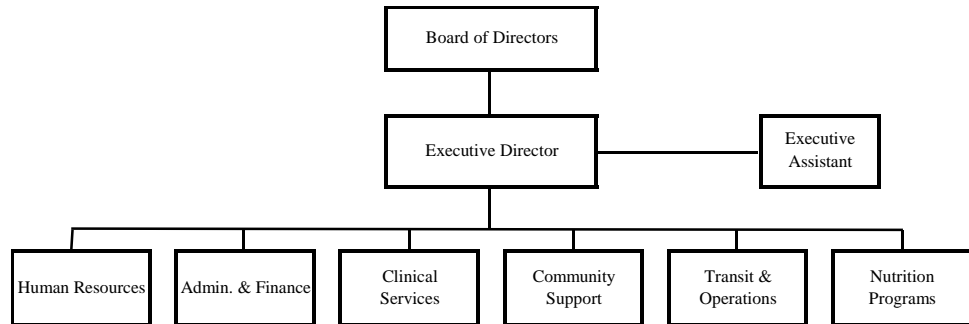 Board of Directors
Executive Director
Executive
Assistant
Human Resources
Admin. & Finance
Clinical
Services
Community
Support
Transit &
Operations
Nutrition
Programs